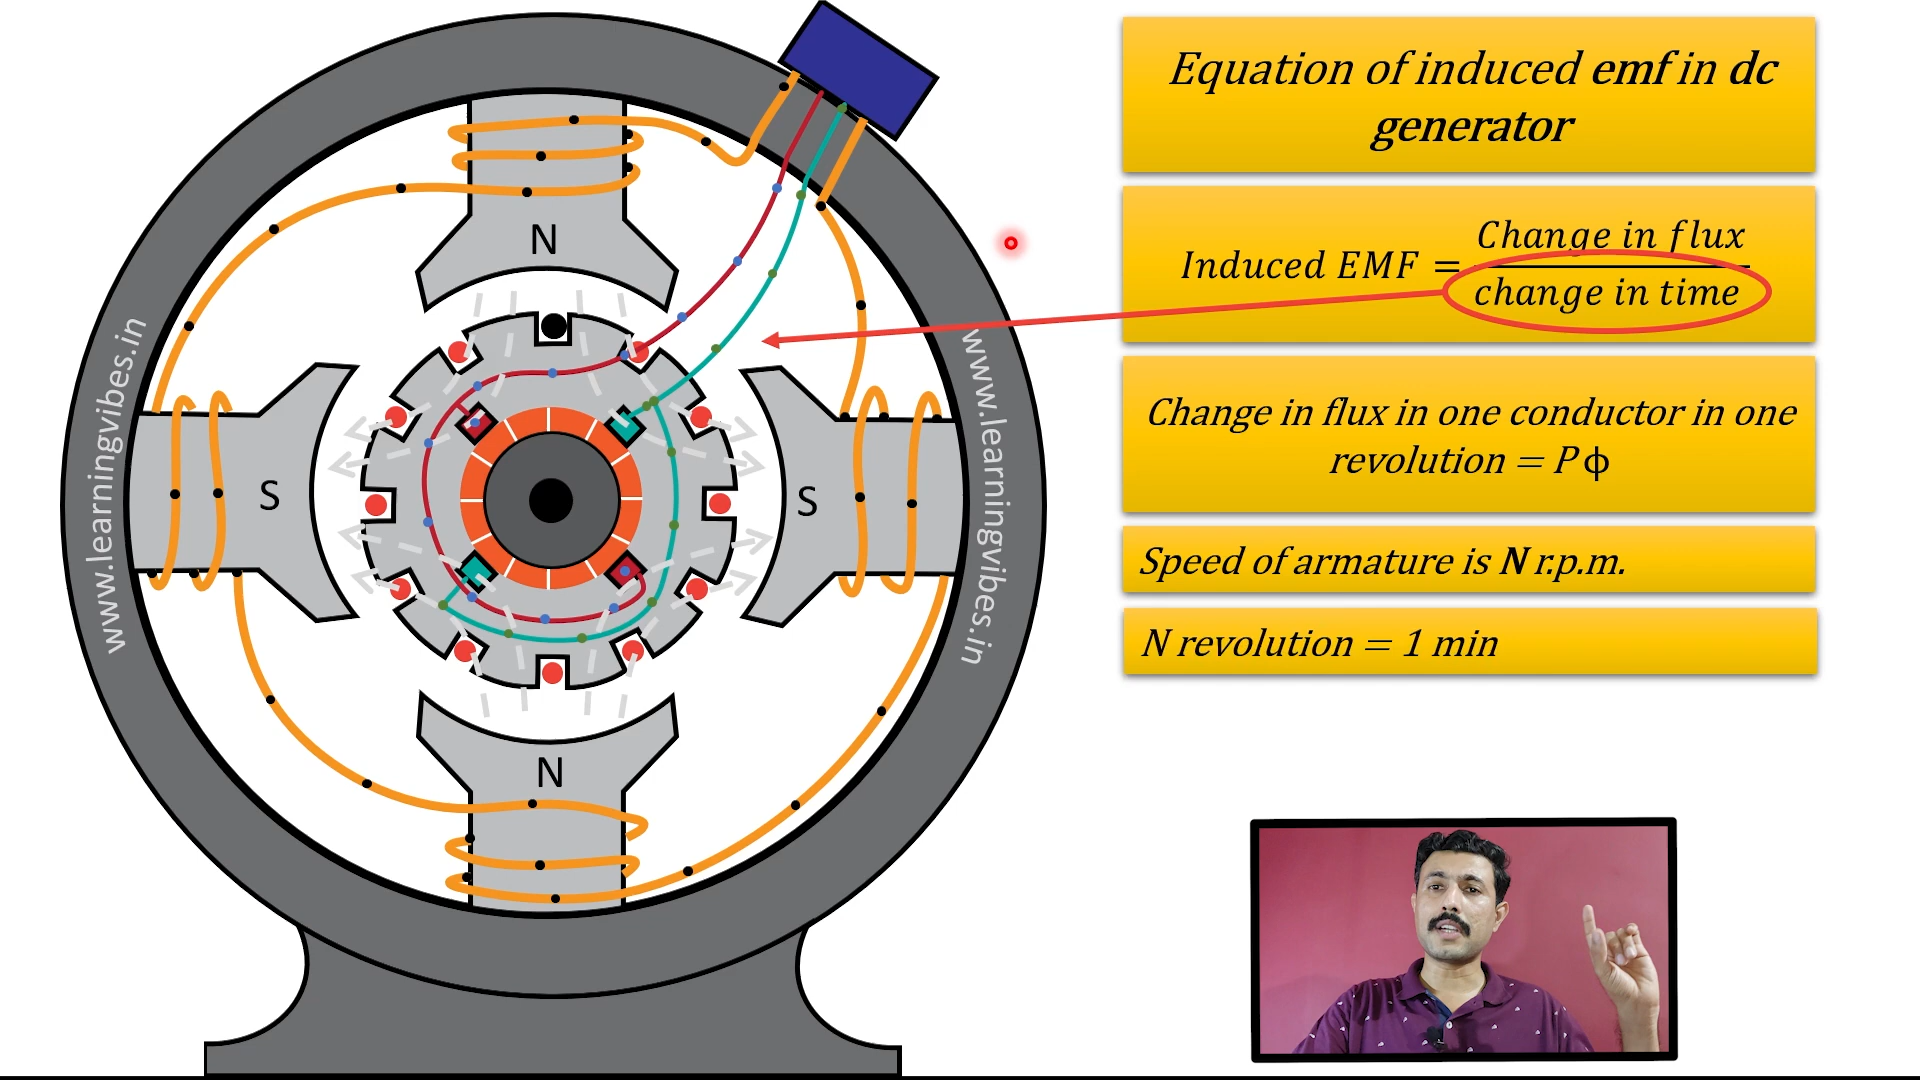 Equation of induced emf in dc
generator
Induced EMF = Change in flux
change in time
Change in flux in one conductor in one
revolution = P ϕ
Speed of armature is N r.p.m.
N revolution = 1 min
N
S
S
N
www.learningvibes.in
www.learningvibes.in